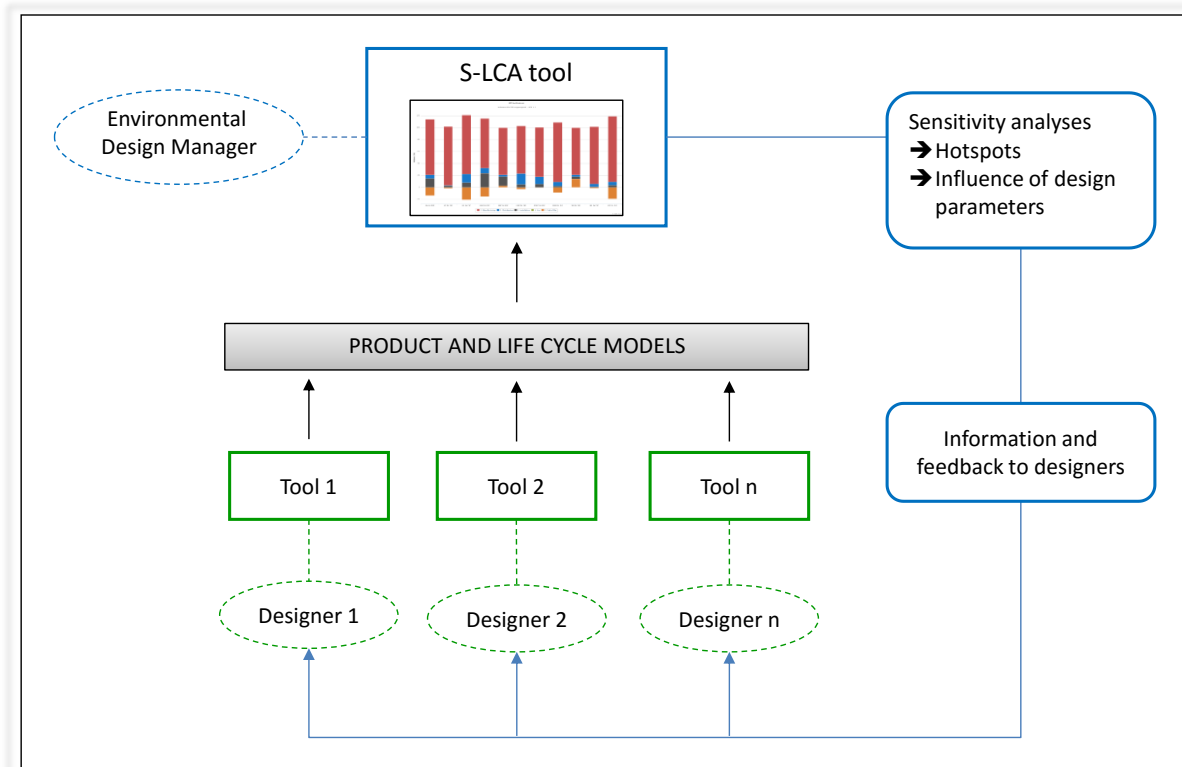 S-LCA tool
Environmental
Design Manager
Sensitivity analyses
➔ Hotspots
➔ Influence of design
parameters
PRODUCT AND LIFE CYCLE MODELS
Information and
feedback to designers
Tool 1
Tool 2
Tool n
Designer 1
Designer 2
Designer n